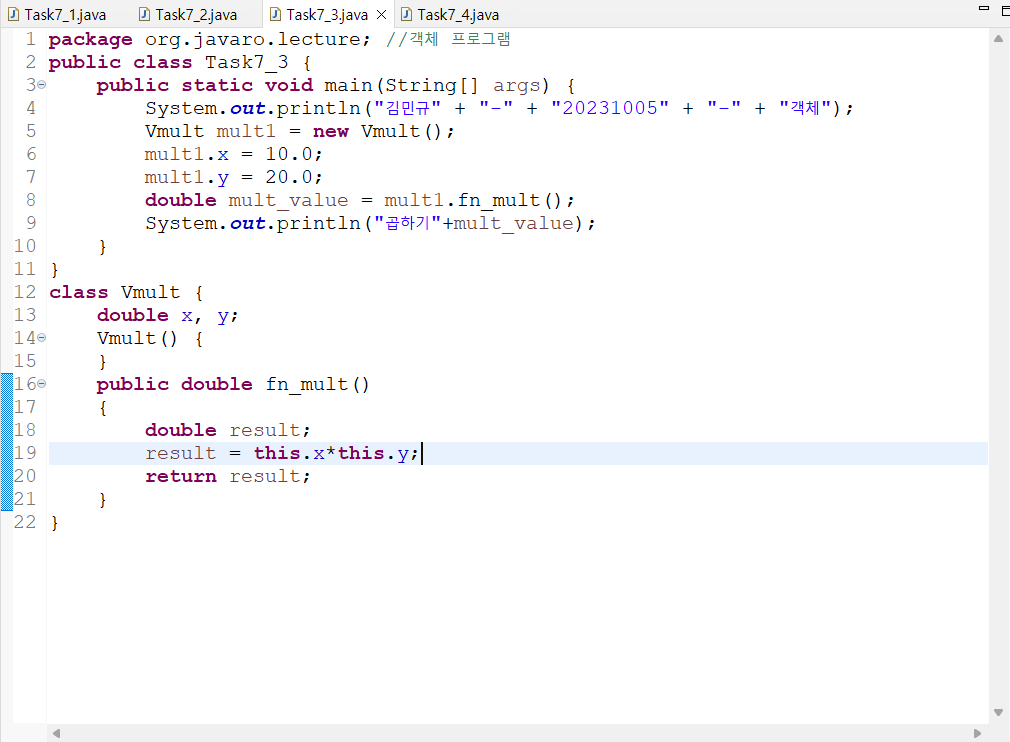 Task7_1.java Task7_2.java Task7_3.java Task7_4.java
1 package org.javaro.lecture; //객체 프로그램
2 public class Task7_3 {
3 public static void main(String[] args) {
4 System.out.println("김민규" + "-" + "20231005" + "-" + "객체");
5 Vmult mult1 = new Vmult();
6 mult1.x = 10.0;
7 mult1.y = 20.0;
8 double mult_value = mult1.fn_mult();
9 System.out.println("곱하기"+mult_value);
10 }
11 }
12 class Vmult {
13 double x, y;
14 Vmult() {
15 }
16 public double fn_mult()
17 {
18 double result;
19 result = this.x*this.y;
20 return result;
21 }
22 }